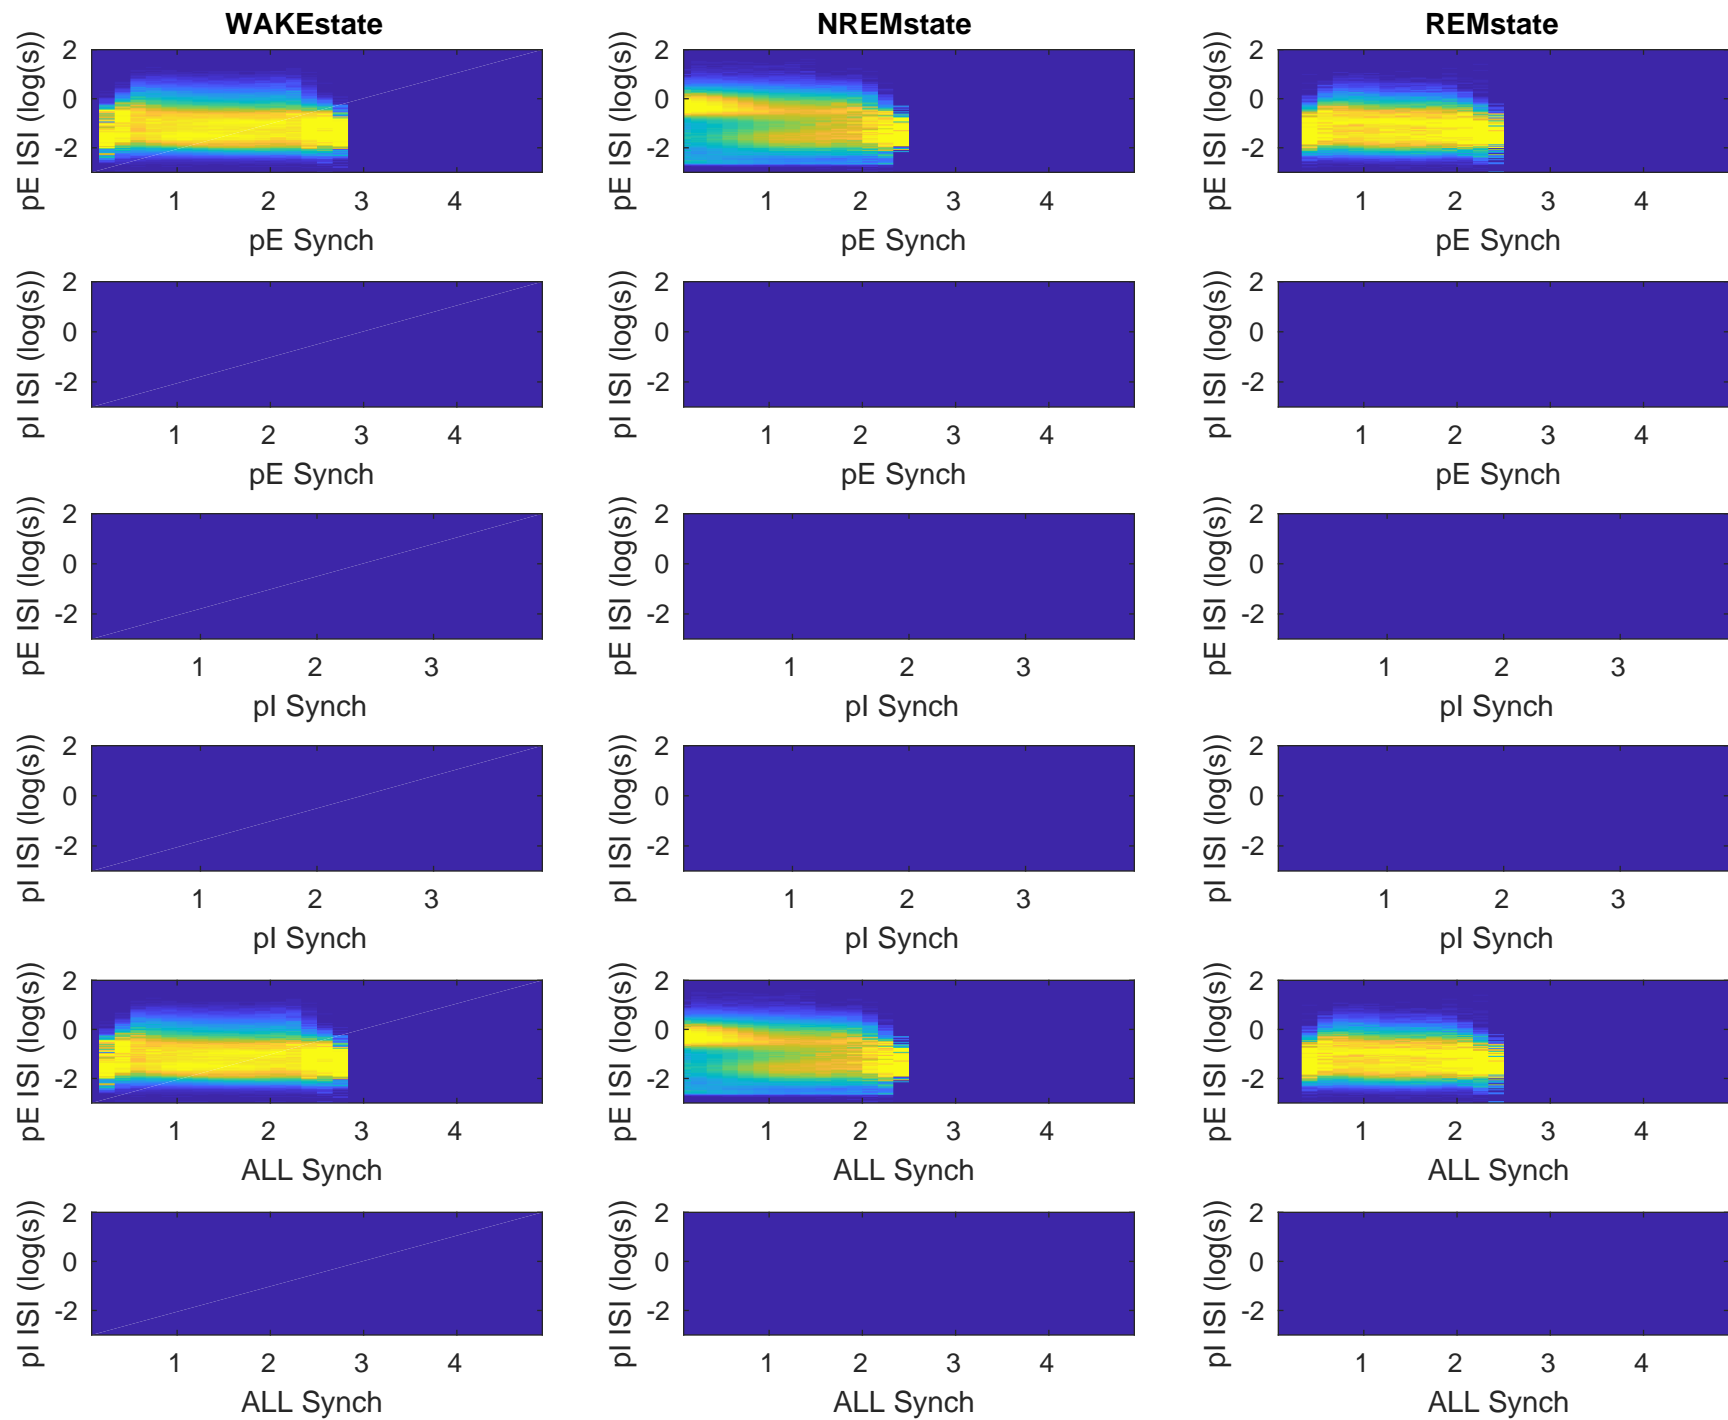 WAKEstate NREMstate REMstate
pE ISI (log(s)) 2 0 -2 pE ISI (log(s)) 2 0 -2 pE ISI (log(s)) 2 0 -2
1 2 3 4 1 2 3 4 1 2 3 4
pE Synch pE Synch pE Synch
pI ISI (log(s)) 2 0 -2 pI ISI (log(s)) 2 0 -2 pI ISI (log(s)) 2 0 -2
1 2 3 4 1 2 3 4 1 2 3 4
pE Synch pE Synch pE Synch
pE ISI (log(s)) 2 0 -2 pE ISI (log(s)) 2 0 -2 pE ISI (log(s)) 2 0 -2
1 2 3 1 2 3 1 2 3
pI Synch pI Synch pI Synch
pI ISI (log(s)) 2 0 -2 pI ISI (log(s)) 2 0 -2 pI ISI (log(s)) 2 0 -2
1 2 3 1 2 3 1 2 3
pI Synch pI Synch pI Synch
pE ISI (log(s)) 2 0 -2 pE ISI (log(s)) 2 0 -2 pE ISI (log(s)) 2 0 -2
1 2 3 4 1 2 3 4 1 2 3 4
ALL Synch ALL Synch ALL Synch
pI ISI (log(s)) 2 0 -2 pI ISI (log(s)) 2 0 -2 pI ISI (log(s)) 2 0 -2
1 2 3 4 1 2 3 4 1 2 3 4
ALL Synch ALL Synch ALL Synch